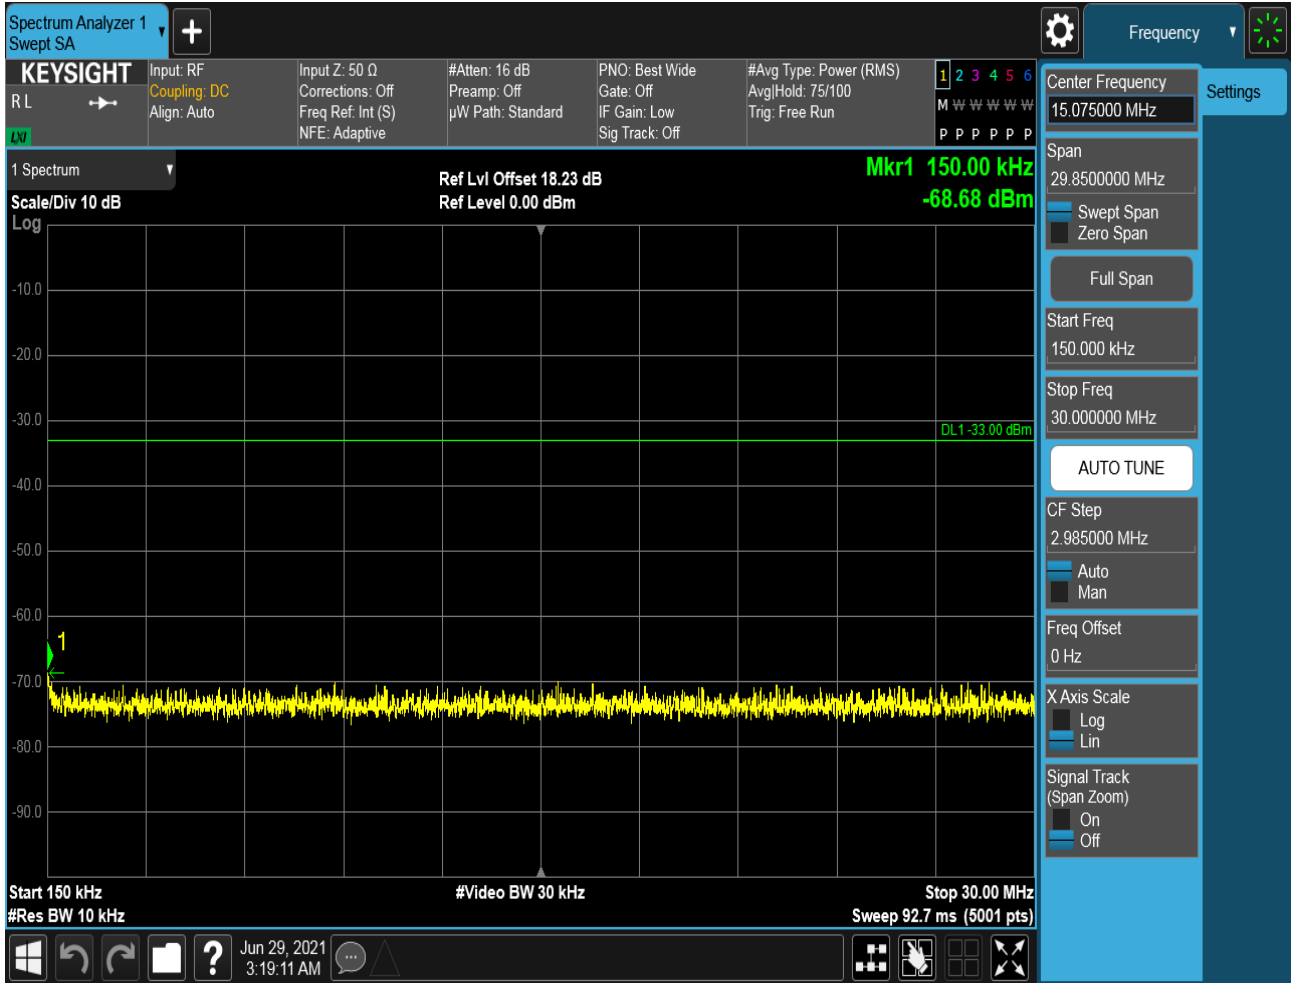 Spectrum Analyzer 1
Swept SA
+
Frequency
KEYSIGHT
R L
LXI
Input: RF
Coupling: DC
Align: Auto
Input Z: 50 Ω
Corrections: Off
Freq Ref: Int (S)
NFE: Adaptive
#Atten: 16 dB
Preamp: Off
µW Path: Standard
PNO: Best Wide
Gate: Off
IF Gain: Low
Sig Track: Off
#Avg Type: Power (RMS)
Avg|Hold: 75/100
Trig: Free Run
1 2 3 4 5 6
M W W W W W
P P P P P P
1 Spectrum
Scale/Div 10 dB
Log
Ref Lvl Offset 18.23 dB
Ref Level 0.00 dBm
Mkr1 150.00 kHz
-68.68 dBm
-10.0
-20.0
-30.0
DL1 -33.00 dBm
-40.0
-50.0
-60.0
1
-70.0
-80.0
-90.0
Start 150 kHz
#Res BW 10 kHz
#Video BW 30 kHz
Stop 30.00 MHz
Sweep 92.7 ms (5001 pts)
Center Frequency
15.075000 MHz
Settings
Span
29.8500000 MHz
Swept Span
Zero Span
Full Span
Start Freq
150.000 kHz
Stop Freq
30.000000 MHz
AUTO TUNE
CF Step
2.985000 MHz
Auto
Man
Freq Offset
0 Hz
X Axis Scale
Log
Lin
Signal Track
(Span Zoom)
On
Off
?
Jun 29, 2021
3:19:11 AM